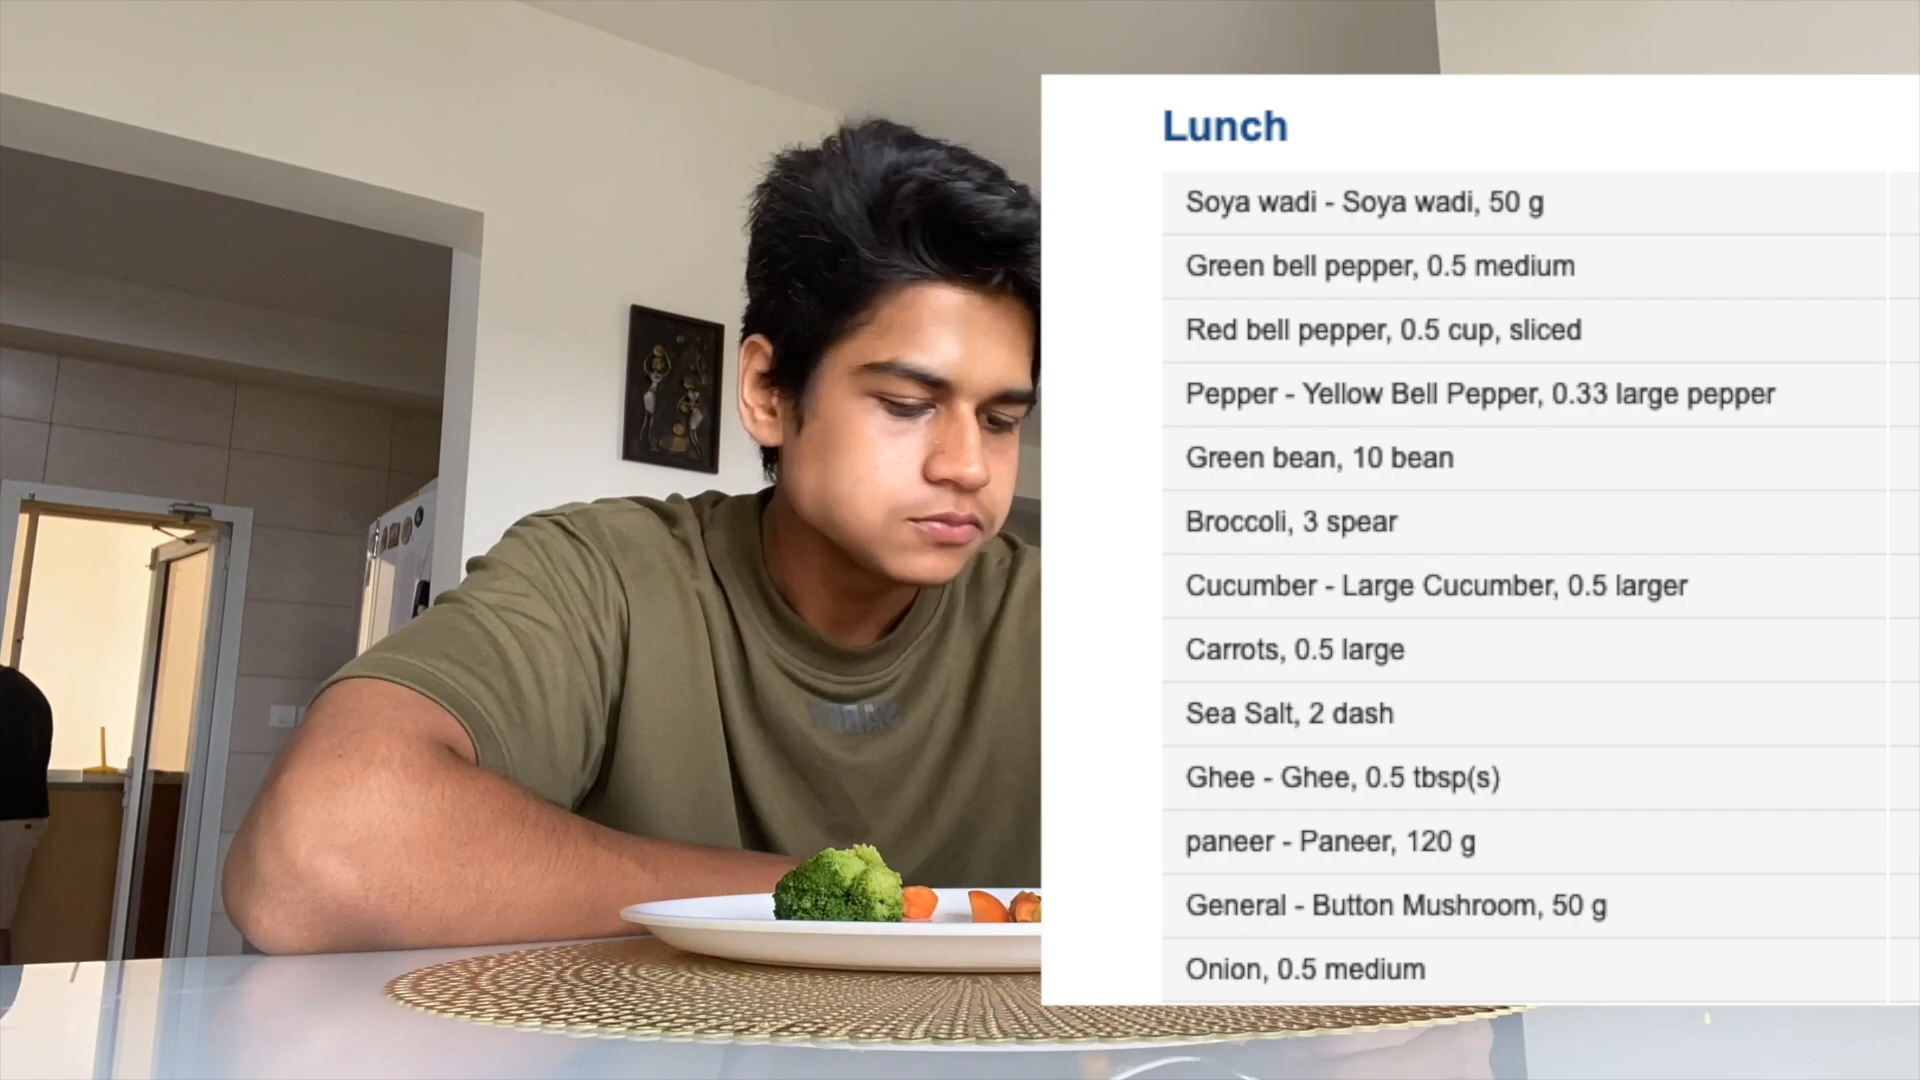 Lunch
Soya wadi - Soya wadi, 50 g
Green bell pepper, 0.5 medium
Red bell pepper, 0.5 cup, sliced
Pepper - Yellow Bell Pepper, 0.33 large pepper
Green bean, 10 bean
Broccoli, 3 spear
Cucumber - Large Cucumber, 0.5 larger
Carrots, 0.5 large
Sea Salt, 2 dash
Ghee - Ghee, 0.5 tbsp(s)
paneer - Paneer, 120 g
General - Button Mushroom, 50 g
Onion, 0.5 medium